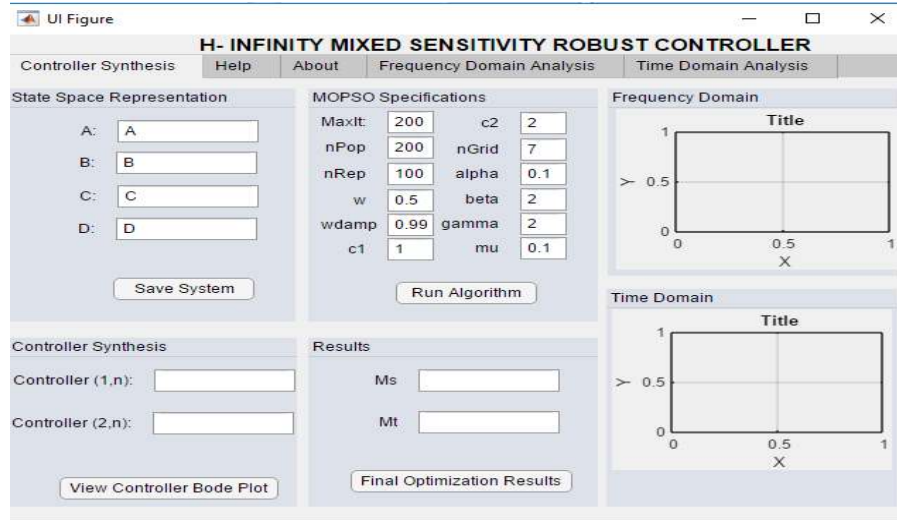 UI Figure
H- INFINITY MIXED SENSITIVITY ROBUST CONTROLLER
Controller Synthesis Help About Frequency Domain Analysis Time Domain Analysis
State Space Representation
A: A
B: B
C: C
D: D
Save System
MOPSO Specifications
MaxIt: 200 c2 2
nPop 200 nGrid 7
nRep 100 alpha 0.1
w 0.5 beta 2
wdamp 0.99 gamma 2
c1 1 mu 0.1
Run Algorithm
Frequency Domain
Title
1
Y 0.5
0
0 0.5 1
X
Controller Synthesis
Controller (1,n):
Controller (2,n):
View Controller Bode Plot
Results
Ms
Mt
Final Optimization Results
Time Domain
Title
1
Y 0.5
0
0 0.5 1
X